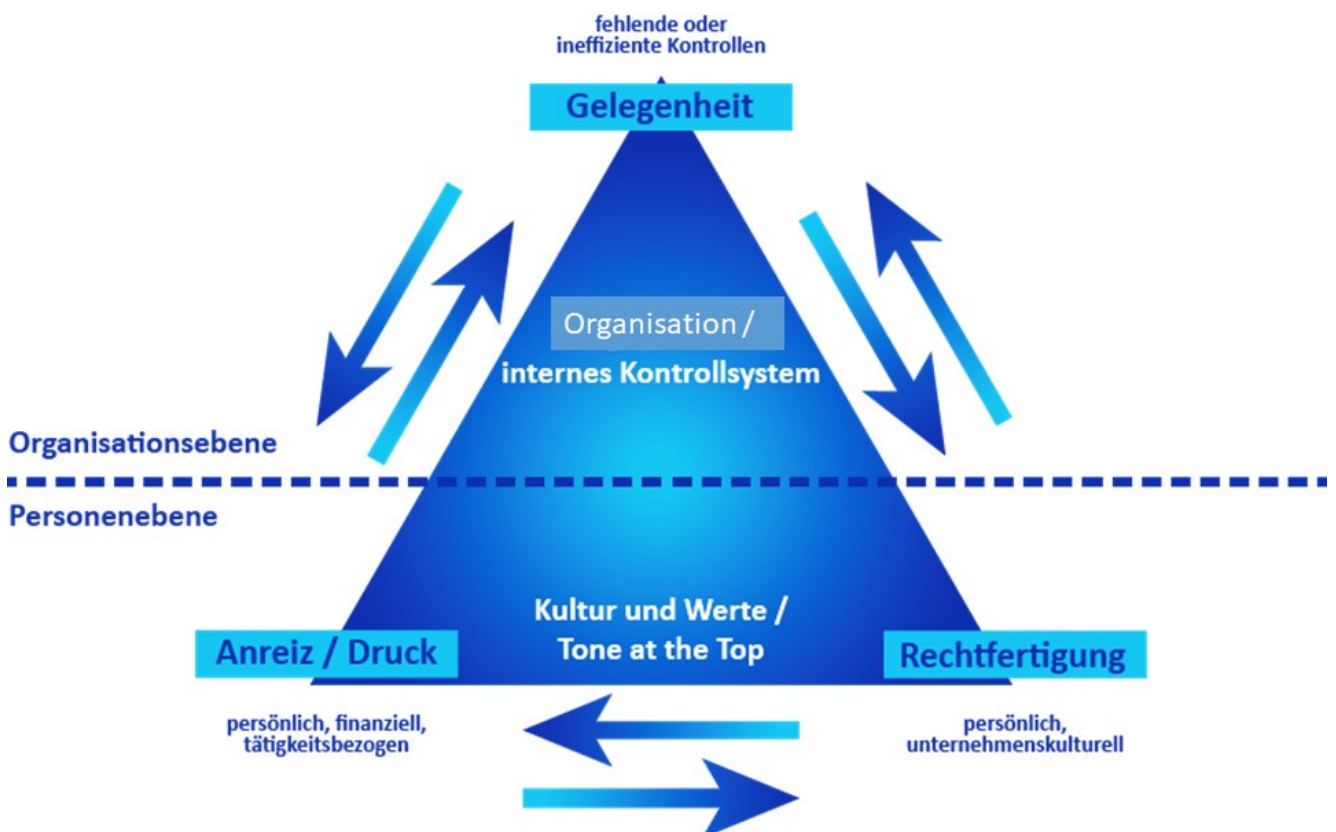 fehlende oder
ineffiziente Kontrollen
Gelegenheit
Organisation /
internes Kontrollsystem
Organisationsebene
Personenebene
Kultur und Werte /
Tone at the Top
Anreiz / Druck
Rechtfertigung
persönlich, finanziell,
tätigkeitsbezogen
persönlich,
unternehmenskulturell